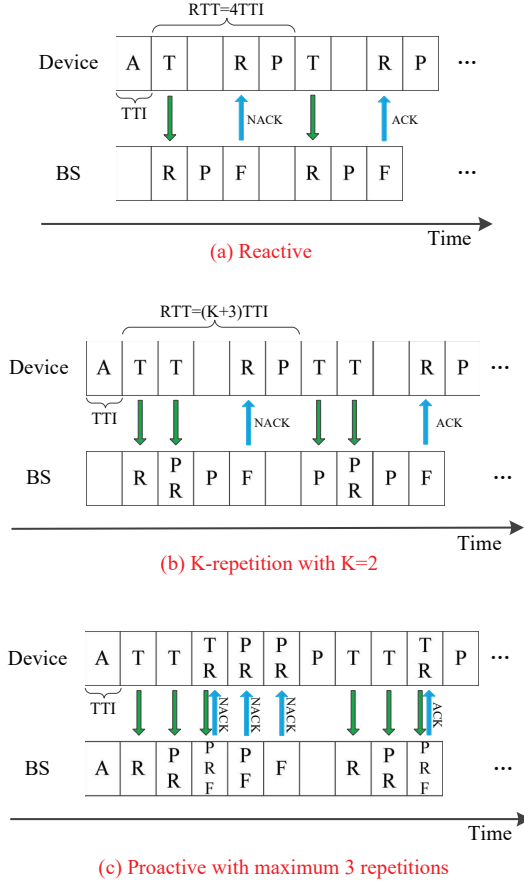 RTT=4TTI
Device A T R P T R P ...
TTI NACK ACK
BS R P F R P F ...
Time
(a) Reactive
RTT=(K+3)TTI
Device A T T R P T T R P ...
TTI NACK ACK
P P
BS R P F P P F ...
R R
Time
(b) K-repetition with K=2
T P P T
Device A T T P T T P ...
R R R R
TTI NACK NACK NACK ACK
P P P P P
BS A R R F R R ...
R F F R F
Time
(c) Proactive with maximum 3 repetitions